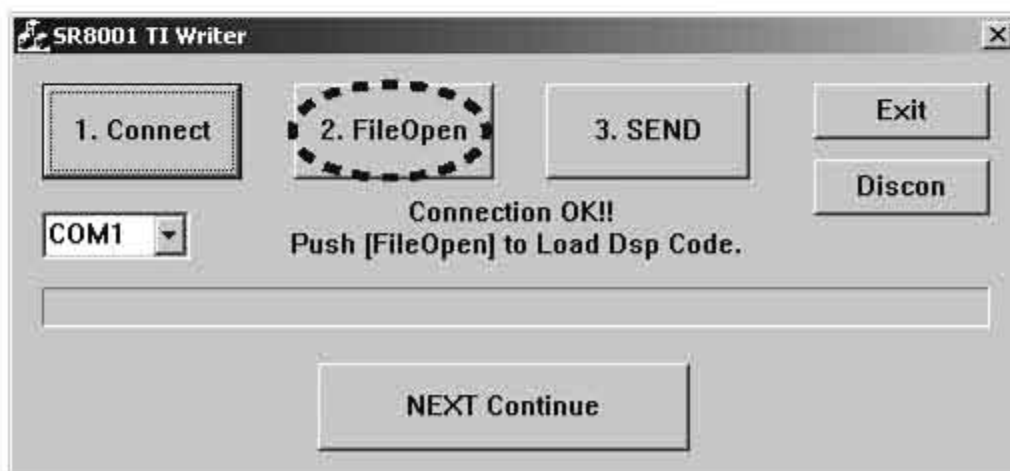 SR8001 TI Writer
1. Connect
2. FileOpen
3. SEND
Exit
Discon
COM1
Connection OK!!
Push [FileOpen] to Load Dsp Code.
NEXT Continue